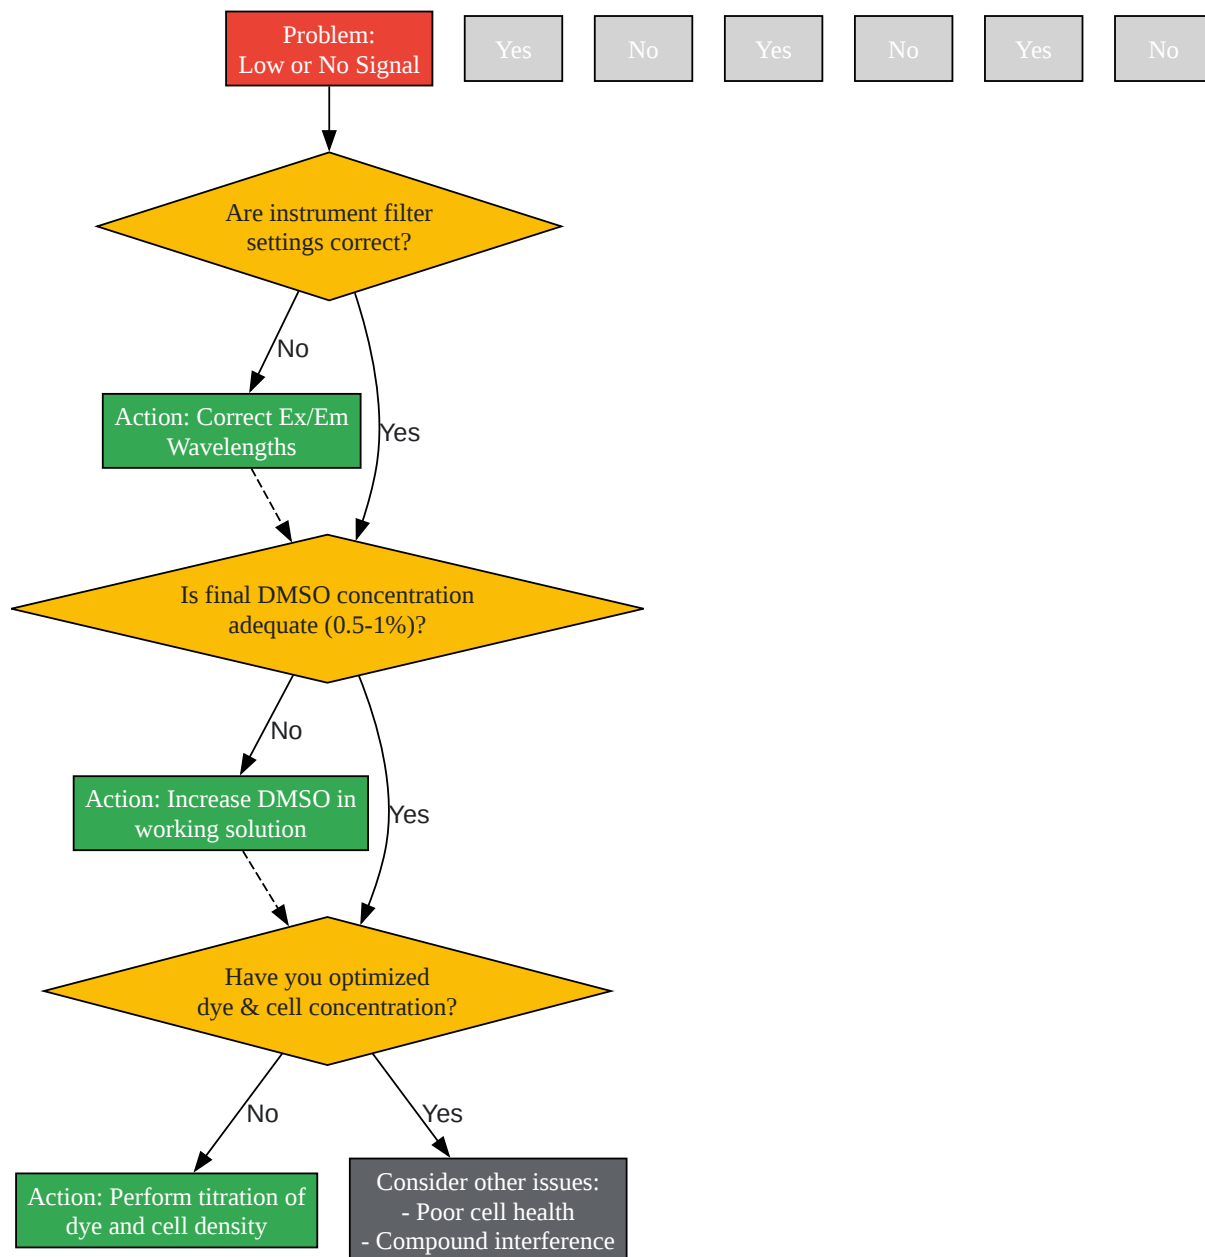 Problem:
Low or No Signal
Yes
No
Yes
No
Yes
No
Are instrument filter
settings correct?
No
Action: Correct Ex/Em
Wavelengths
Yes
Is final DMSO concentration
adequate (0.5-1%)?
No
Action: Increase DMSO in
working solution
Yes
Have you optimized
dye & cell concentration?
No
Yes
Action: Perform titration of
dye and cell density
Consider other issues:
- Poor cell health
- Compound interference